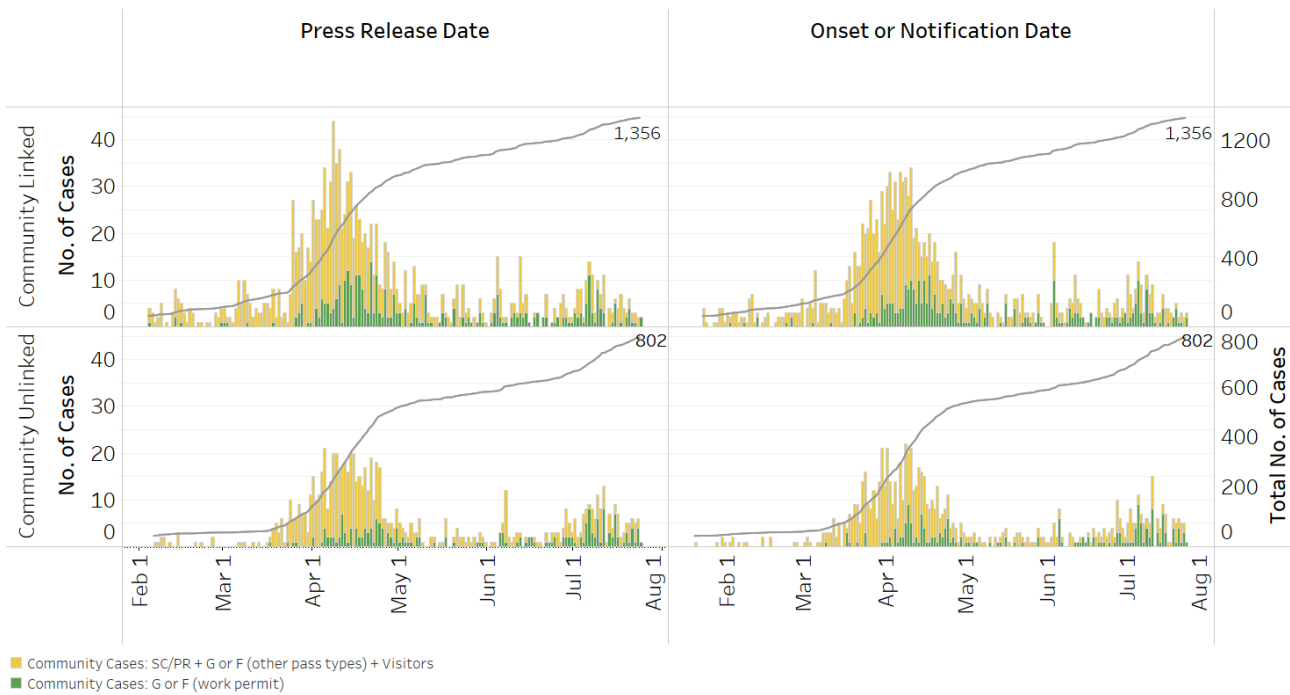 Press Release Date
Onset or Notification Date
Community Linked
No. of Cases
40
30
20
10
0
1,356
1,356
1200
800
400
0
Community Unlinked
No. of Cases
40
30
20
10
0
802
802
800
600
400
200
0
Total No. of Cases
Feb 1
Mar 1
Apr 1
May 1
Jun 1
Jul 1
Aug 1
Feb 1
Mar 1
Apr 1
May 1
Jun 1
Jul 1
Aug 1
Community Cases: SC/PR + G or F (other pass types) + Visitors
Community Cases: G or F (work permit)